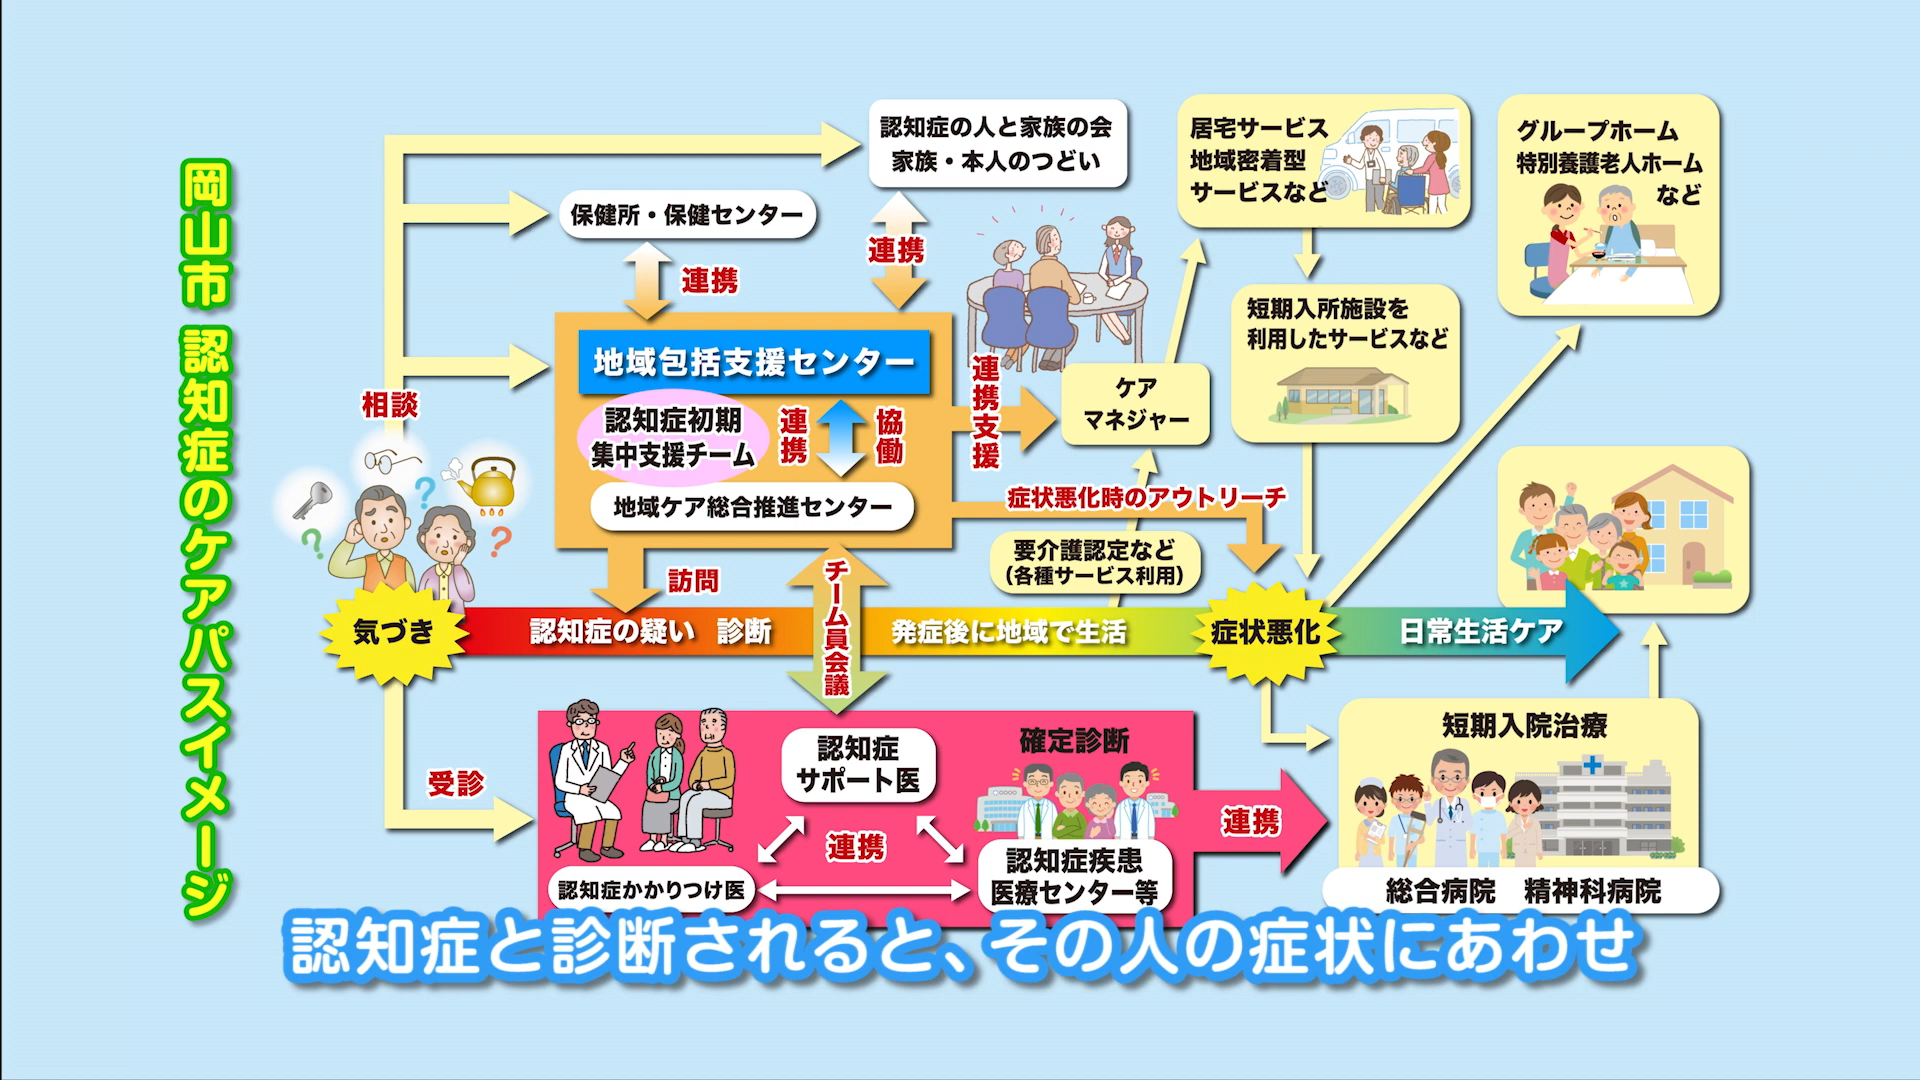 岡山市 認知症のケアパスイメージ
認知症の人と家族の会
家族・本人のつどい
居宅サービス
地域密着型
サービスなど
グループホーム
特別養護老人ホーム
など
保健所・保健センター
連携
連携
短期入所施設を
利用したサービスなど
地域包括支援センター
認知症初期
集中支援チーム
連携
協働
地域ケア総合推進センター
連携支援
ケア
マネジャー
相談
?
?
?
症状悪化時のアウトリーチ
要介護認定など
(各種サービス利用)
訪問
チーム員会議
気づき
認知症の疑い 診断
発症後に地域で生活
症状悪化
日常生活ケア
受診
認知症
サポート医
確定診断
連携
認知症かかりつけ医
認知症疾患
医療センター等
連携
短期入院治療
総合病院 精神科病院
認知症と診断されると、その人の症状にあわせ